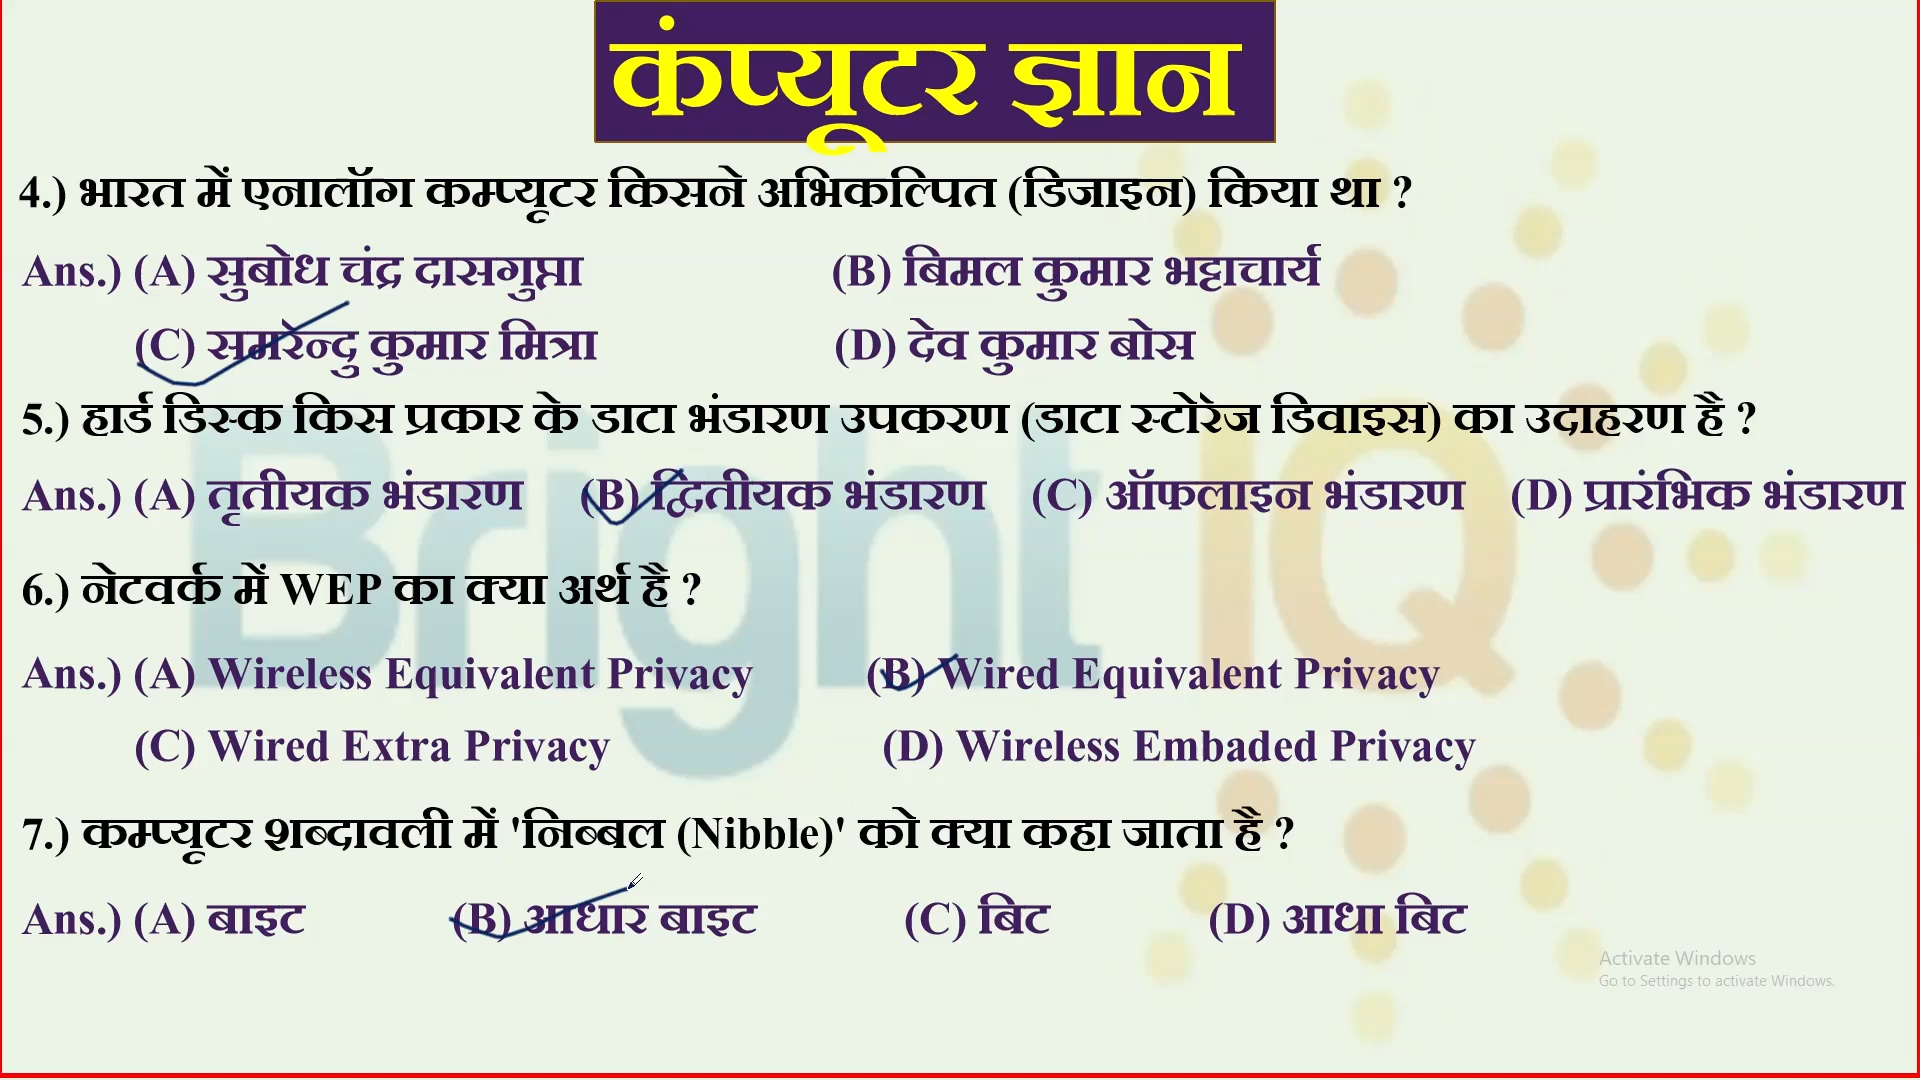 कंप्यूटर ज्ञान
4.) भारत में एनालॉग कम्प्यूटर किसने अभिकल्पित (डिजाइन) किया था ?
Ans.) (A) सुबोध चंद्र दासगुप्ता (B) बिमल कुमार भट्टाचार्य
(C) समरेन्दु कुमार मित्रा (D) देव कुमार बोस
5.) हार्ड डिस्क किस प्रकार के डाटा भंडारण उपकरण (डाटा स्टोरेज डिवाइस) का उदाहरण है ?
Ans.) (A) तृतीयक भंडारण (B) द्वितीयक भंडारण (C) ऑफलाइन भंडारण (D) प्रारंभिक भंडारण
6.) नेटवर्क में WEP का क्या अर्थ है ?
Ans.) (A) Wireless Equivalent Privacy (B) Wired Equivalent Privacy
(C) Wired Extra Privacy (D) Wireless Embaded Privacy
7.) कम्प्यूटर शब्दावली में 'निब्बल (Nibble)' को क्या कहा जाता है ?
Ans.) (A) बाइट (B) आधार बाइट (C) बिट (D) आधा बिट
Bright IQ
Activate Windows
Go to Settings to activate Windows.